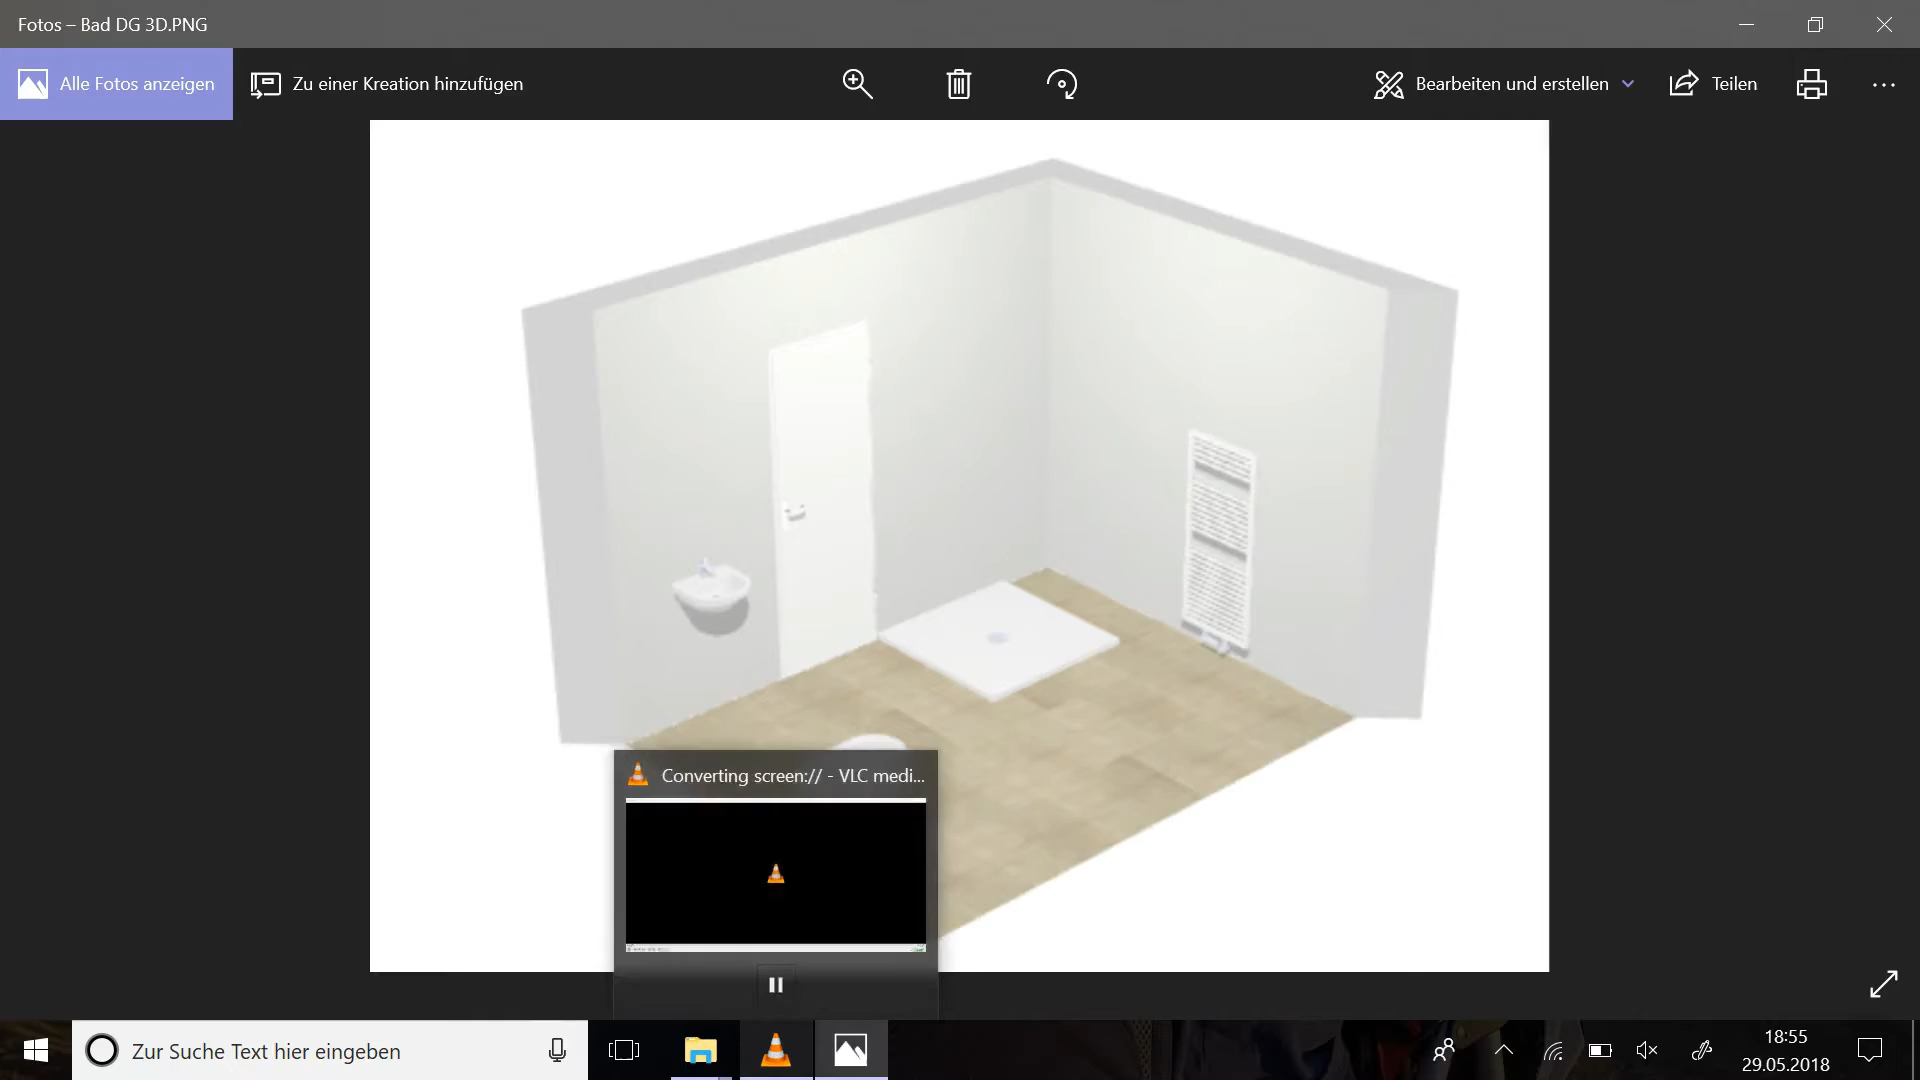 Fotos – Bad DG 3D.PNG
Alle Fotos anzeigen
Zu einer Kreation hinzufügen
Bearbeiten und erstellen
Teilen
Converting screen:// - VLC medi...
Zur Suche Text hier eingeben
18:55
29.05.2018